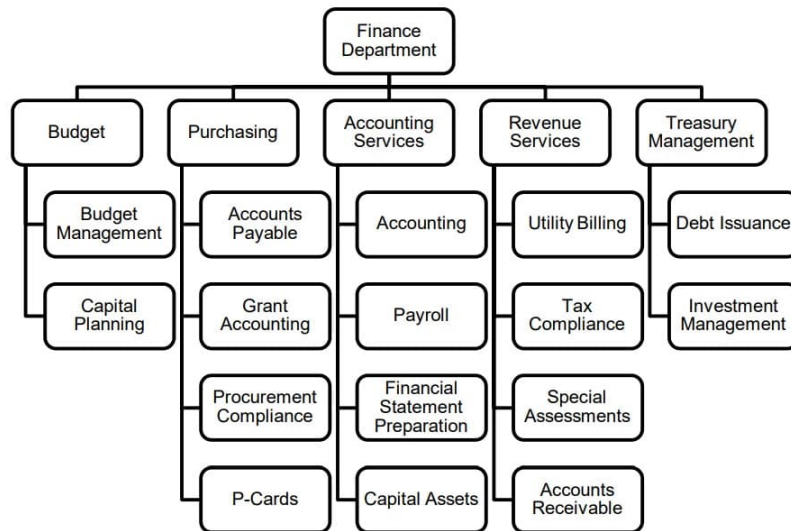 Finance
Department
Budget
Purchasing
Accounting
Services
Revenue
Services
Treasury
Management
Budget
Management
Accounts
Payable
Accounting
Utility Billing
Debt Issuance
Capital
Planning
Grant
Accounting
Payroll
Tax
Compliance
Investment
Management
Procurement
Compliance
Financial
Statement
Preparation
Special
Assessments
P-Cards
Capital Assets
Accounts
Receivable